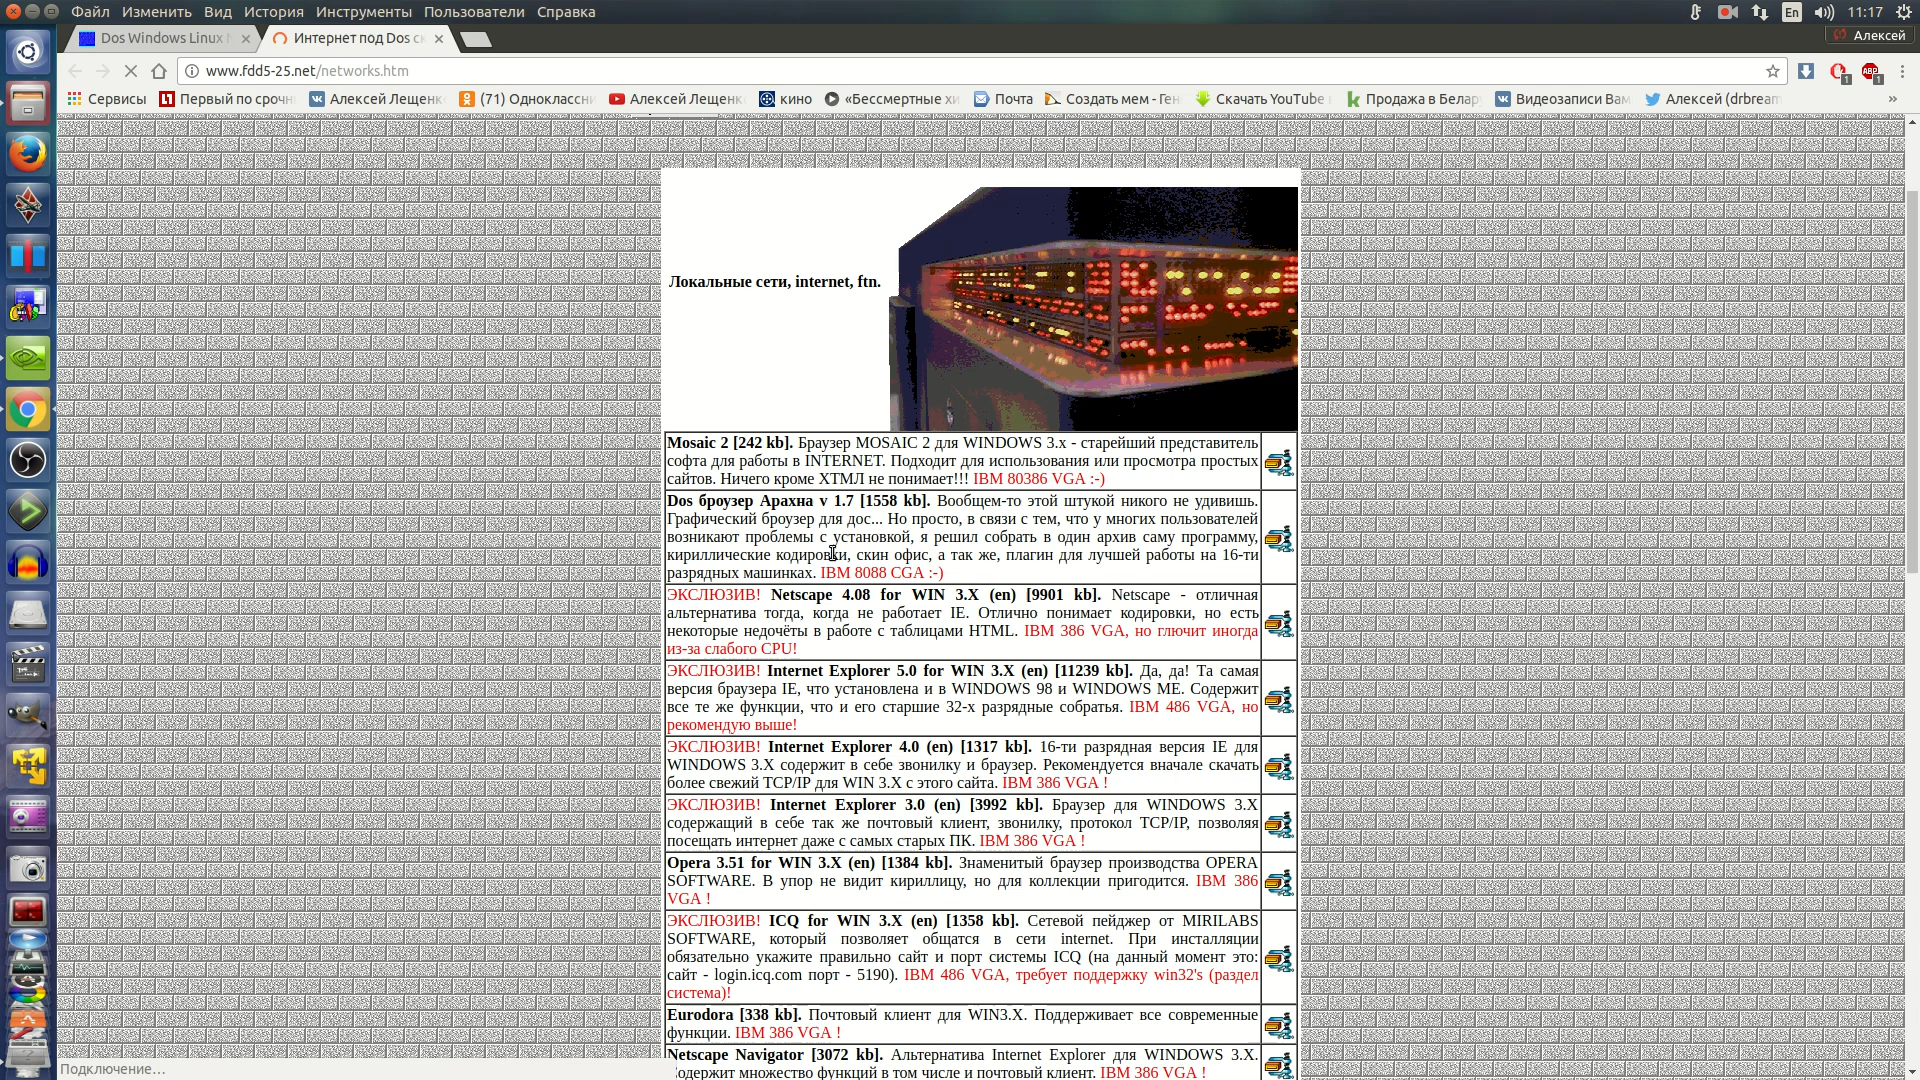 Файл Изменить Вид История Инструменты Пользователи Справка
En 11:17
Dos Windows Linux
Интернет под Dos
Алексей
www.fdd5-25.net/networks.htm
1 ABP 1
Сервисы Первый по сроч Алексей Лещен (71) Одноклассн Алексей Лещен кино «Бессмертные Почта Создать мем - Ген Скачать YouTube Продажа в Белар Видеозаписи Вам Алексей (drbream »
Локальные сети, internet, ftn.
Mosaic 2 [242 kb]. Браузер MOSAIC 2 для WINDOWS 3.x - старейший представитель
софта для работы в INTERNET. Подходит для использования или просмотра простых
сайтов. Ничего кроме ХТМЛ не понимает!!! IBM 80386 VGA :-)
Dos броузер Арахна v 1.7 [1558 kb]. Вообщем-то этой штукой никого не удивишь.
Графический броузер для дос... Но просто, в связи с тем, что у многих пользователей
возникают проблемы с установкой, я решил собрать в один архив саму программу,
кириллические кодировки, скин офис, а так же, плагин для лучшей работы на 16-ти
разрядных машинках. IBM 8088 CGA :-)
ЭКСЛЮЗИВ! Netscape 4.08 for WIN 3.X (en) [9901 kb]. Netscape - отличная
альтернатива тогда, когда не работает IE. Отлично понимает кодировки, но есть
некоторые недочёты в работе с таблицами HTML. IBM 386 VGA, но глючит иногда
из-за слабого CPU!
ЭКСЛЮЗИВ! Internet Explorer 5.0 for WIN 3.X (en) [11239 kb]. Да, да! Та самая
версия браузера IE, что установлена и в WINDOWS 98 и WINDOWS ME. Содержит
все те же функции, что и его старшие 32-х разрядные собратья. IBM 486 VGA, но
рекомендую выше!
ЭКСЛЮЗИВ! Internet Explorer 4.0 (en) [1317 kb]. 16-ти разрядная версия IE для
WINDOWS 3.X содержит в себе звонилку и браузер. Рекомендуется вначале скачать
более свежий TCP/IP для WIN 3.X с этого сайта. IBM 386 VGA !
ЭКСЛЮЗИВ! Internet Explorer 3.0 (en) [3992 kb]. Браузер для WINDOWS 3.X
содержащий в себе так же почтовый клиент, звонилку, протокол TCP/IP, позволяя
посещать интернет даже с самых старых ПК. IBM 386 VGA !
Opera 3.51 for WIN 3.X (en) [1384 kb]. Знаменитый браузер производства OPERA
SOFTWARE. В упор не видит кириллицу, но для коллекции пригодится. IBM 386
VGA !
ЭКСЛЮЗИВ! ICQ for WIN 3.X (en) [1358 kb]. Сетевой пейджер от MIRILABS
SOFTWARE, который позволяет общатся в сети internet. При инсталляции
обязательно укажите правильно сайт и порт системы ICQ (на данный момент это:
сайт - login.icq.com порт - 5190). IBM 486 VGA, требует поддержку win32's (раздел
система)!
Eurodora [338 kb]. Почтовый клиент для WIN3.X. Поддерживает все современные
функции. IBM 386 VGA !
Netscape Navigator [3072 kb]. Альтернатива Internet Explorer для WINDOWS 3.X.
Содержит множество функций в том числе и почтовый клиент. IBM 386 VGA !
Подключение…